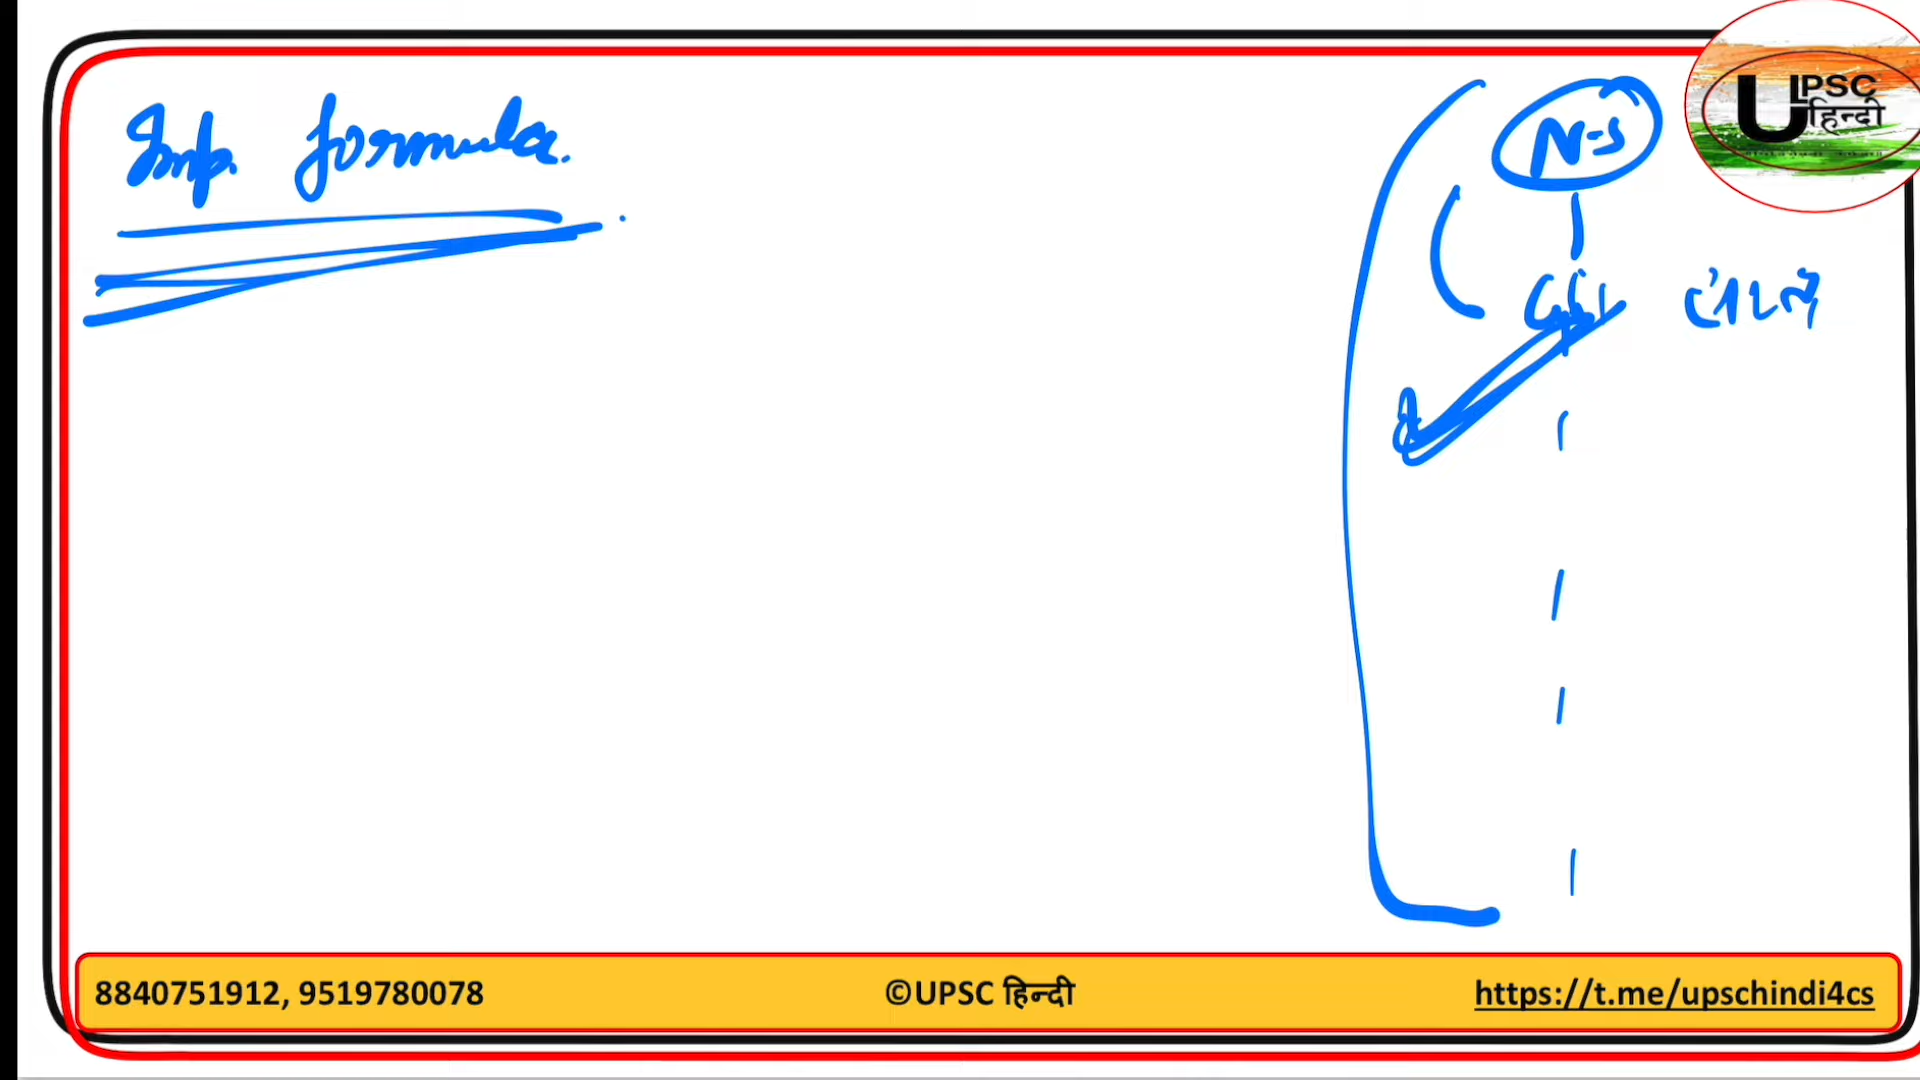 Imp. formula.
N-S
UPSC
हिन्दी
8840751912, 9519780078
©UPSC हिन्दी
https://t.me/upschindi4cs